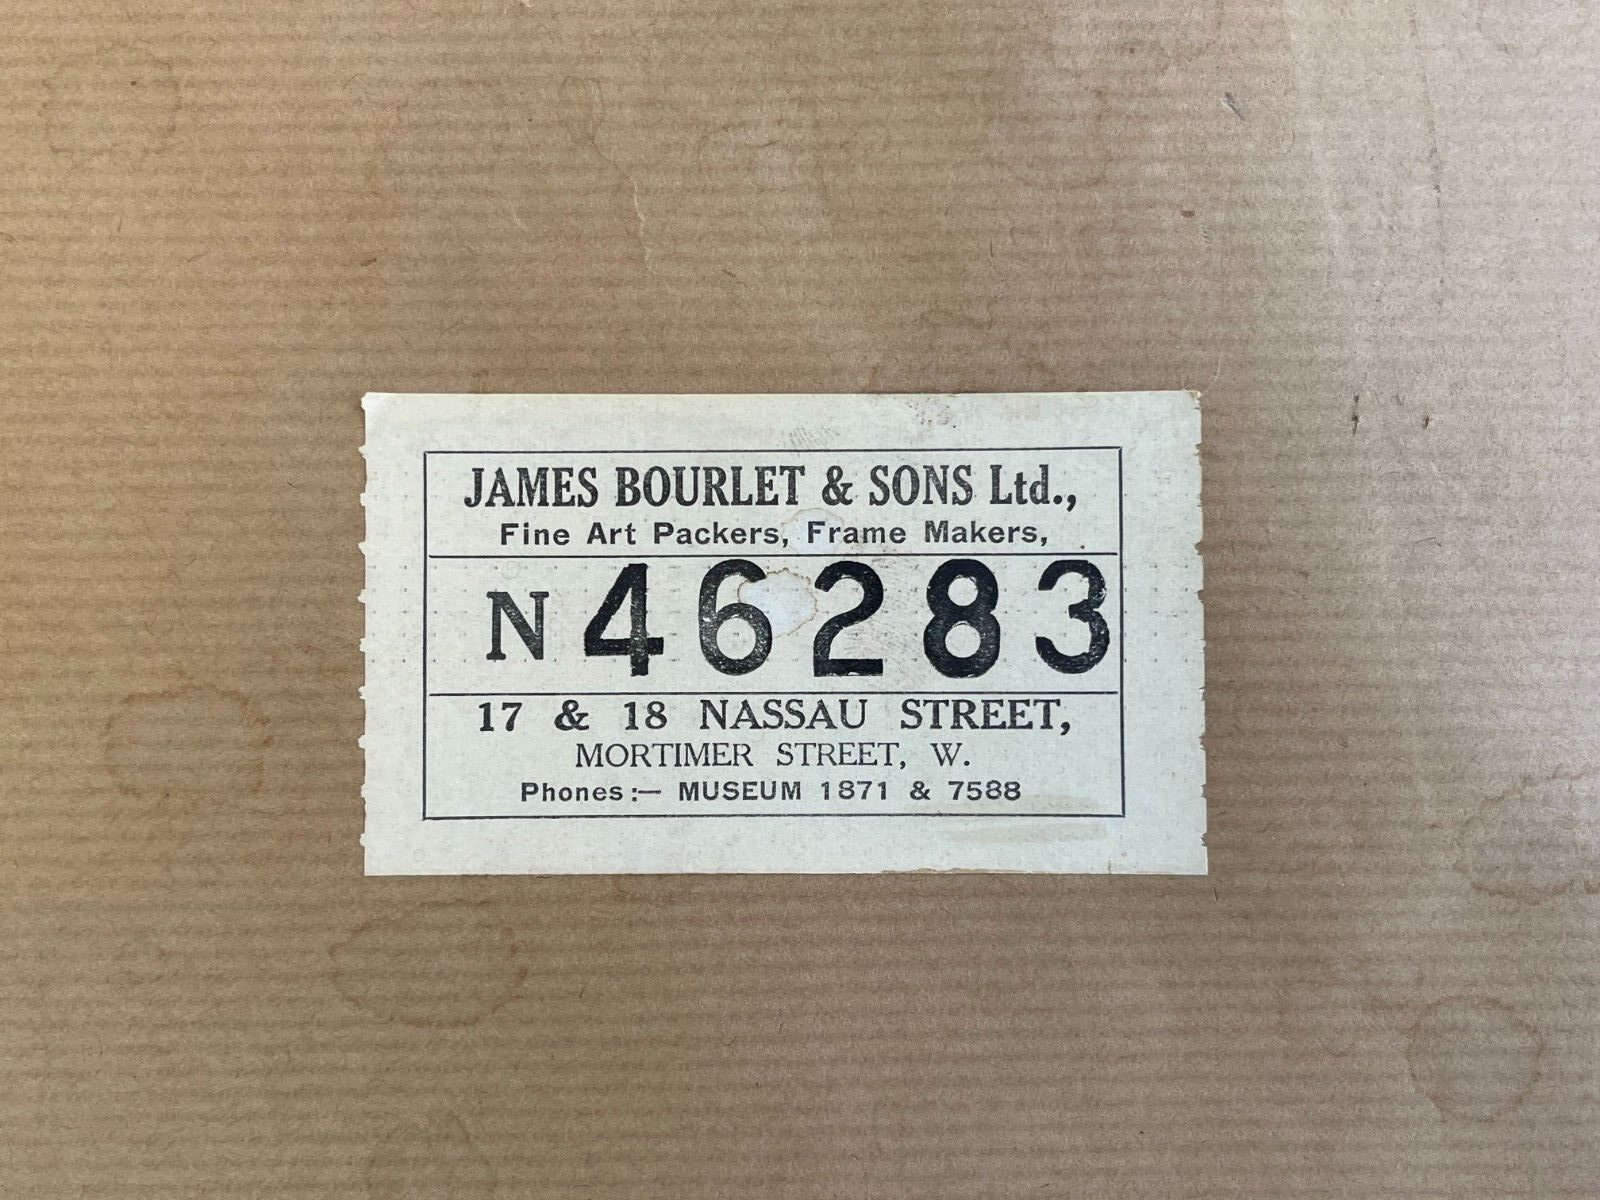 JAMES BOURLET & SONS Ltd.,
Fine Art Packers, Frame Makers,
N 46283
17 & 18 NASSAU STREET,
MORTIMER STREET, W.
Phones:— MUSEUM 1871 & 7588